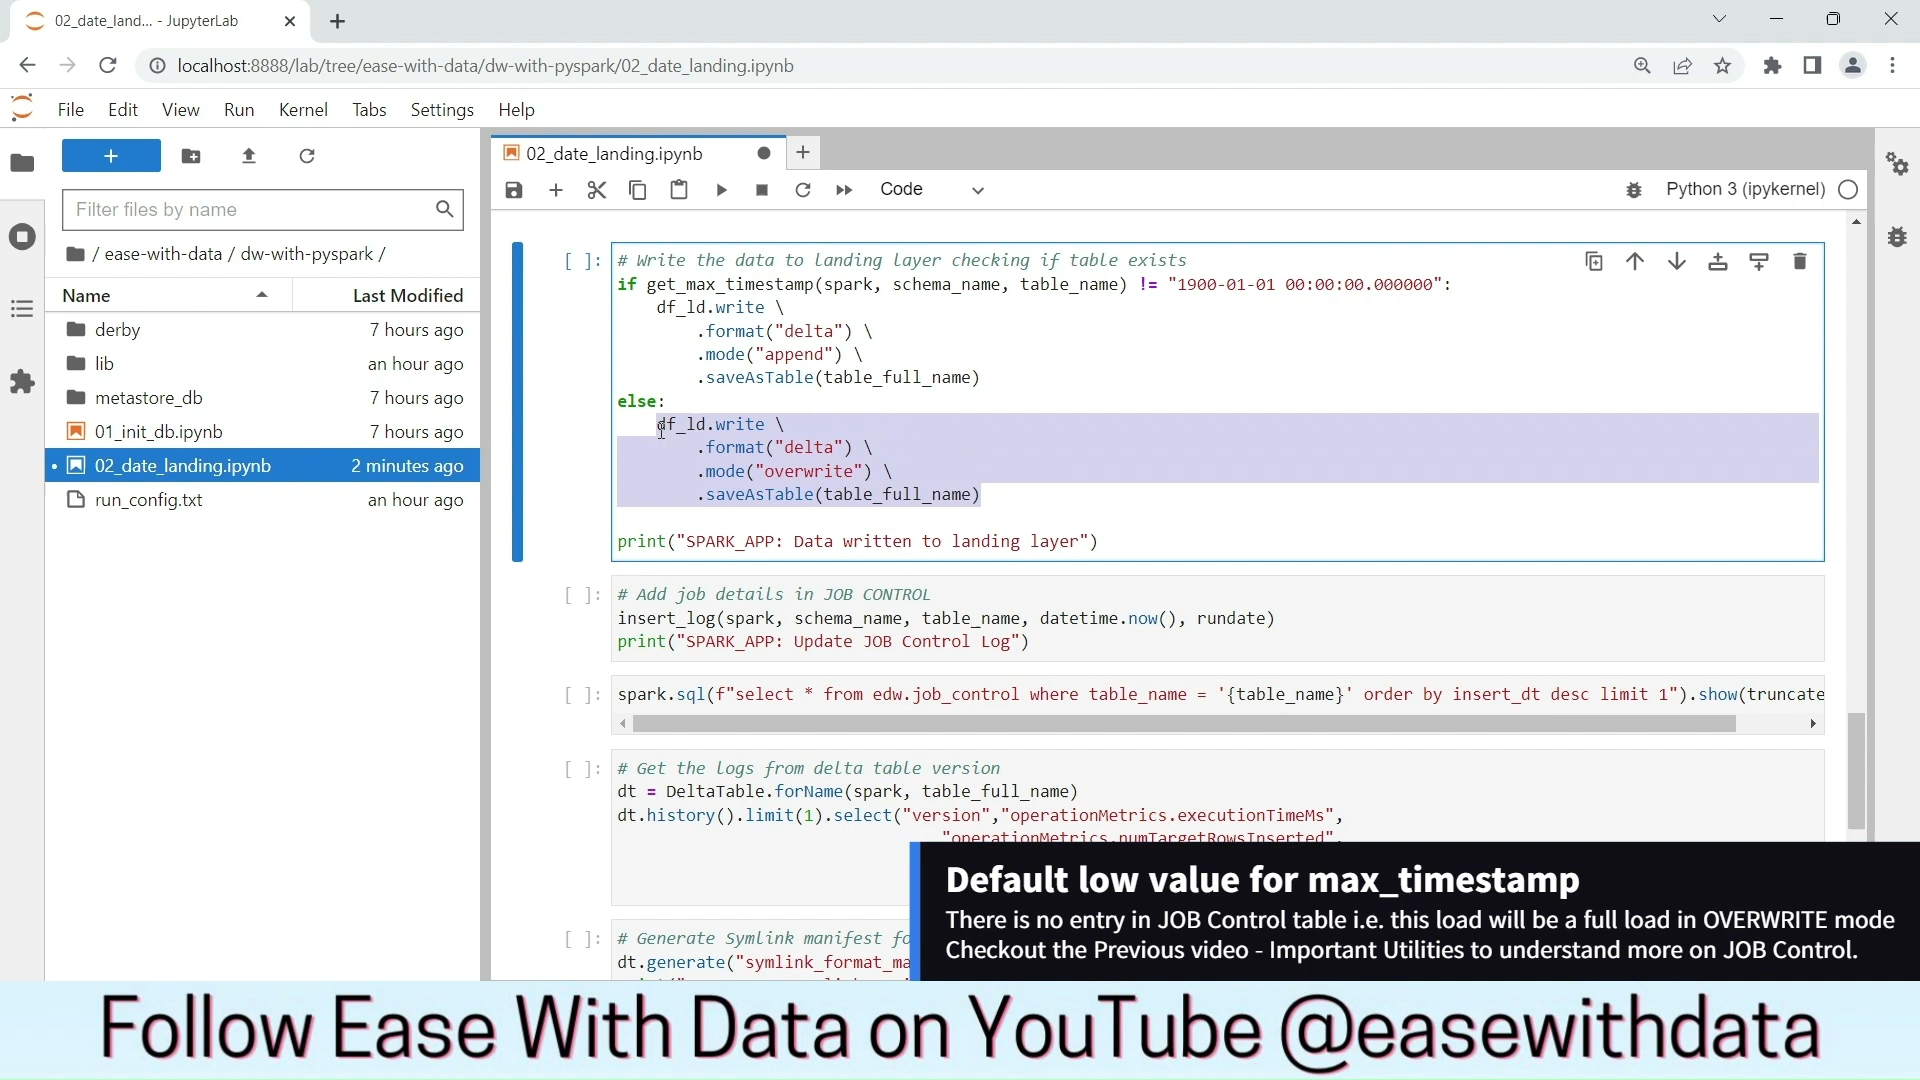 02_date_land... - JupyterLab
localhost:8888/lab/tree/ease-with-data/dw-with-pyspark/02_date_landing.ipynb
File Edit View Run Kernel Tabs Settings Help
+
Filter files by name
/ ease-with-data / dw-with-pyspark /
Name Last Modified
derby 7 hours ago
lib an hour ago
metastore_db 7 hours ago
01_init_db.ipynb 7 hours ago
02_date_landing.ipynb 2 minutes ago
run_config.txt an hour ago
02_date_landing.ipynb
Code
Python 3 (ipykernel)
[ ]: # Write the data to landing layer checking if table exists
if get_max_timestamp(spark, schema_name, table_name) != "1900-01-01 00:00:00.000000":
df_ld.write \
.format("delta") \
.mode("append") \
.saveAsTable(table_full_name)
else:
df_ld.write \
.format("delta") \
.mode("overwrite") \
.saveAsTable(table_full_name)
print("SPARK_APP: Data written to landing layer")
[ ]: # Add job details in JOB CONTROL
insert_log(spark, schema_name, table_name, datetime.now(), rundate)
print("SPARK_APP: Update JOB Control Log")
[ ]: spark.sql(f"select * from edw.job_control where table_name = '{table_name}' order by insert_dt desc limit 1").show(truncate
[ ]: # Get the logs from delta table version
dt = DeltaTable.forName(spark, table_full_name)
dt.history().limit(1).select("version","operationMetrics.executionTimeMs",
"operationMetrics.numTargetRowsInserted",
[ ]: # Generate Symlink manifest fo
dt.generate("symlink_format_ma
Default low value for max_timestamp
There is no entry in JOB Control table i.e. this load will be a full load in OVERWRITE mode
Checkout the Previous video - Important Utilities to understand more on JOB Control.
Follow Ease With Data on YouTube @easewithdata